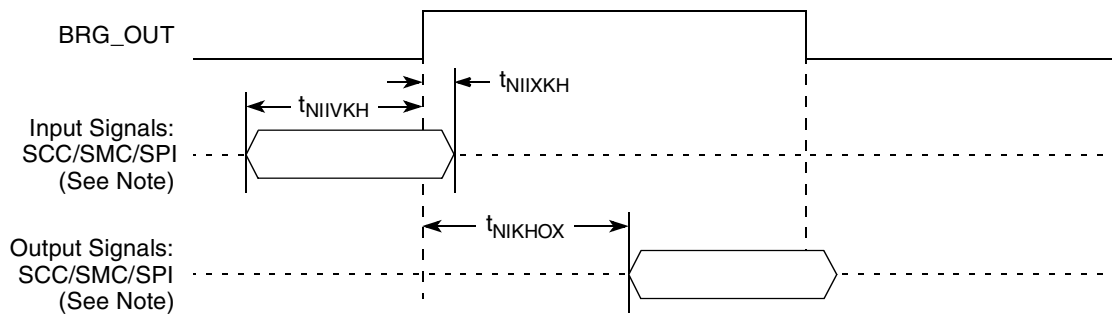 BRG_OUT
tNIIXKH
tNIIVKH
Input Signals:
SCC/SMC/SPI
(See Note)
tNIKHOX
Output Signals:
SCC/SMC/SPI
(See Note)